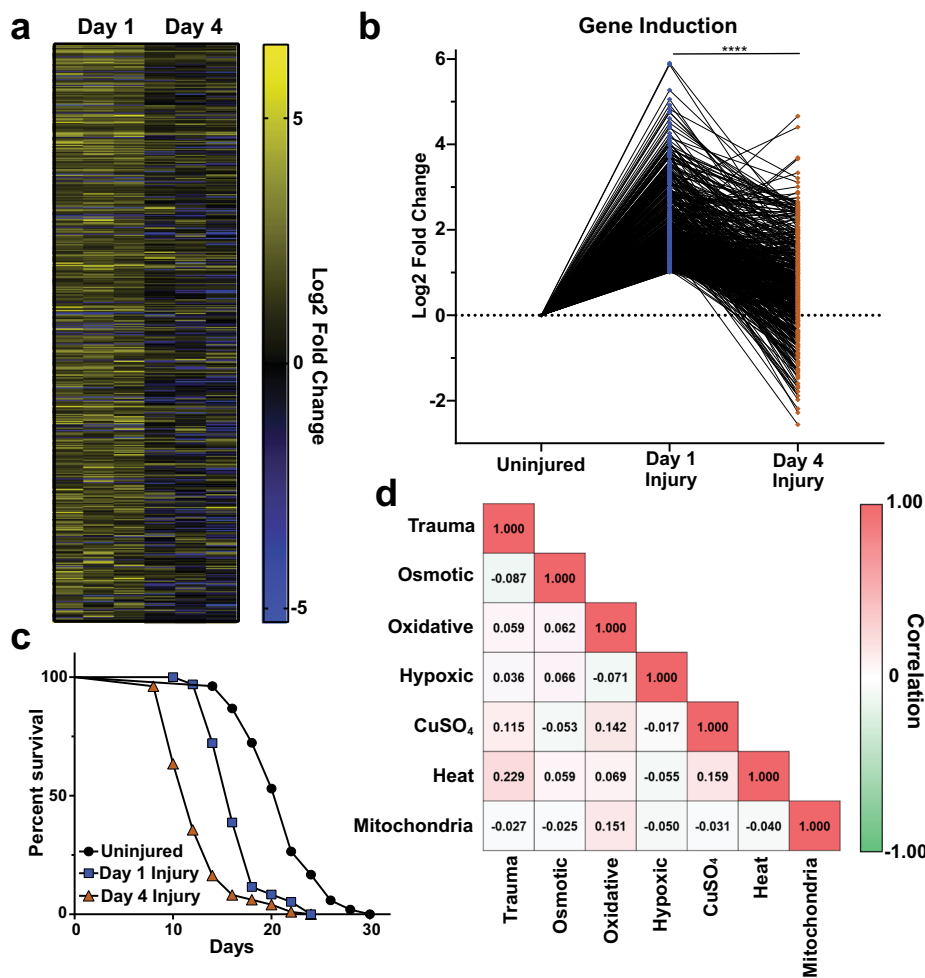 a
Day 1 Day 4
5
0
-5
Log2 Fold Change
b
Gene Induction
****
6
4
2
0
-2
Log2 Fold Change
Uninjured
Day 1
Injury
Day 4
Injury
c
100
50
0
Percent survival
Uninjured
Day 1 Injury
Day 4 Injury
0 10 20 30
Days
d
Trauma 1.000
Osmotic -0.087 1.000
Oxidative 0.059 0.062 1.000
Hypoxic 0.036 0.066 -0.071 1.000
CuSO₄ 0.115 -0.053 0.142 -0.017 1.000
Heat 0.229 0.059 0.069 -0.055 0.159 1.000
Mitochondria -0.027 -0.025 0.151 -0.050 -0.031 -0.040 1.000
Trauma
Osmotic
Oxidative
Hypoxic
CuSO₄
Heat
Mitochondria
1.00
0
-1.00
Correlation